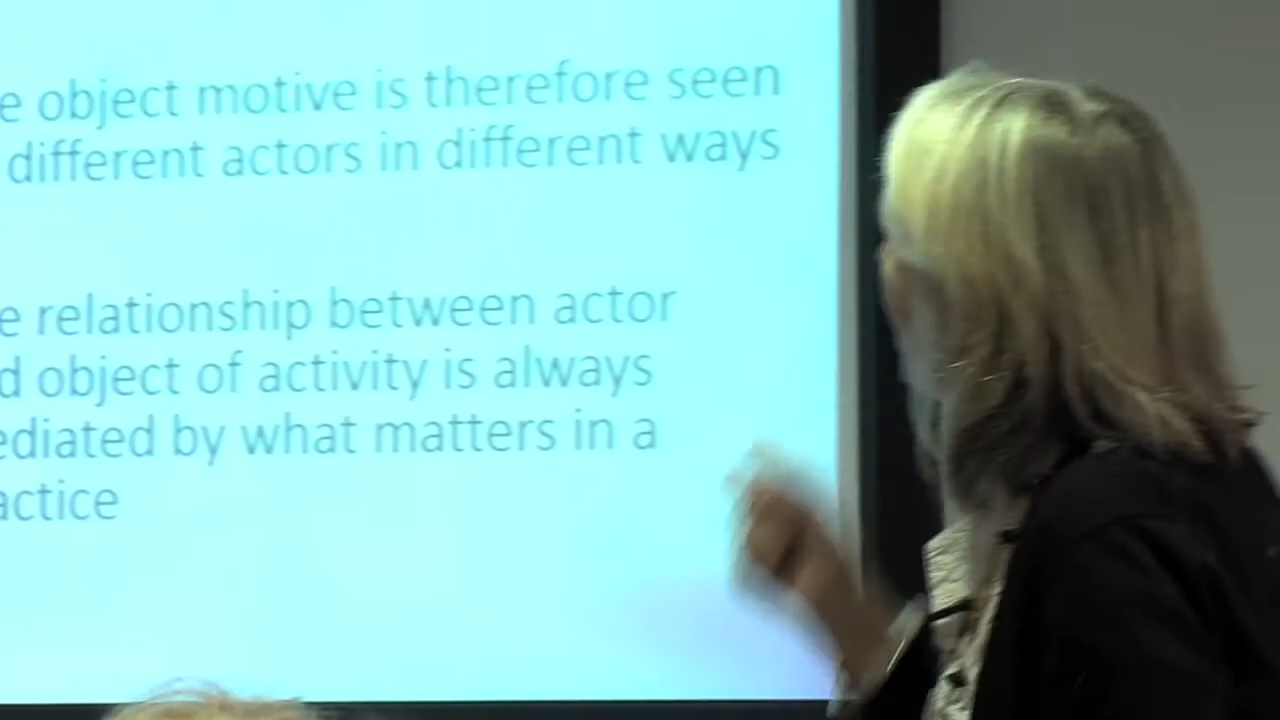 e object motive is therefore seen
different actors in different ways
e relationship between actor
d object of activity is always
ediated by what matters in a
actice